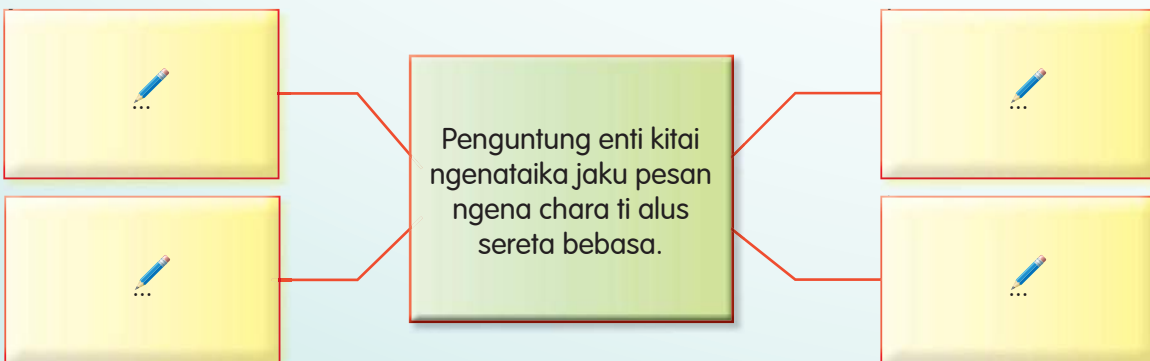 Penguntung enti kitai
ngenataika jaku pesan
ngena chara ti alus
sereta bebasa.
...
...
...
...